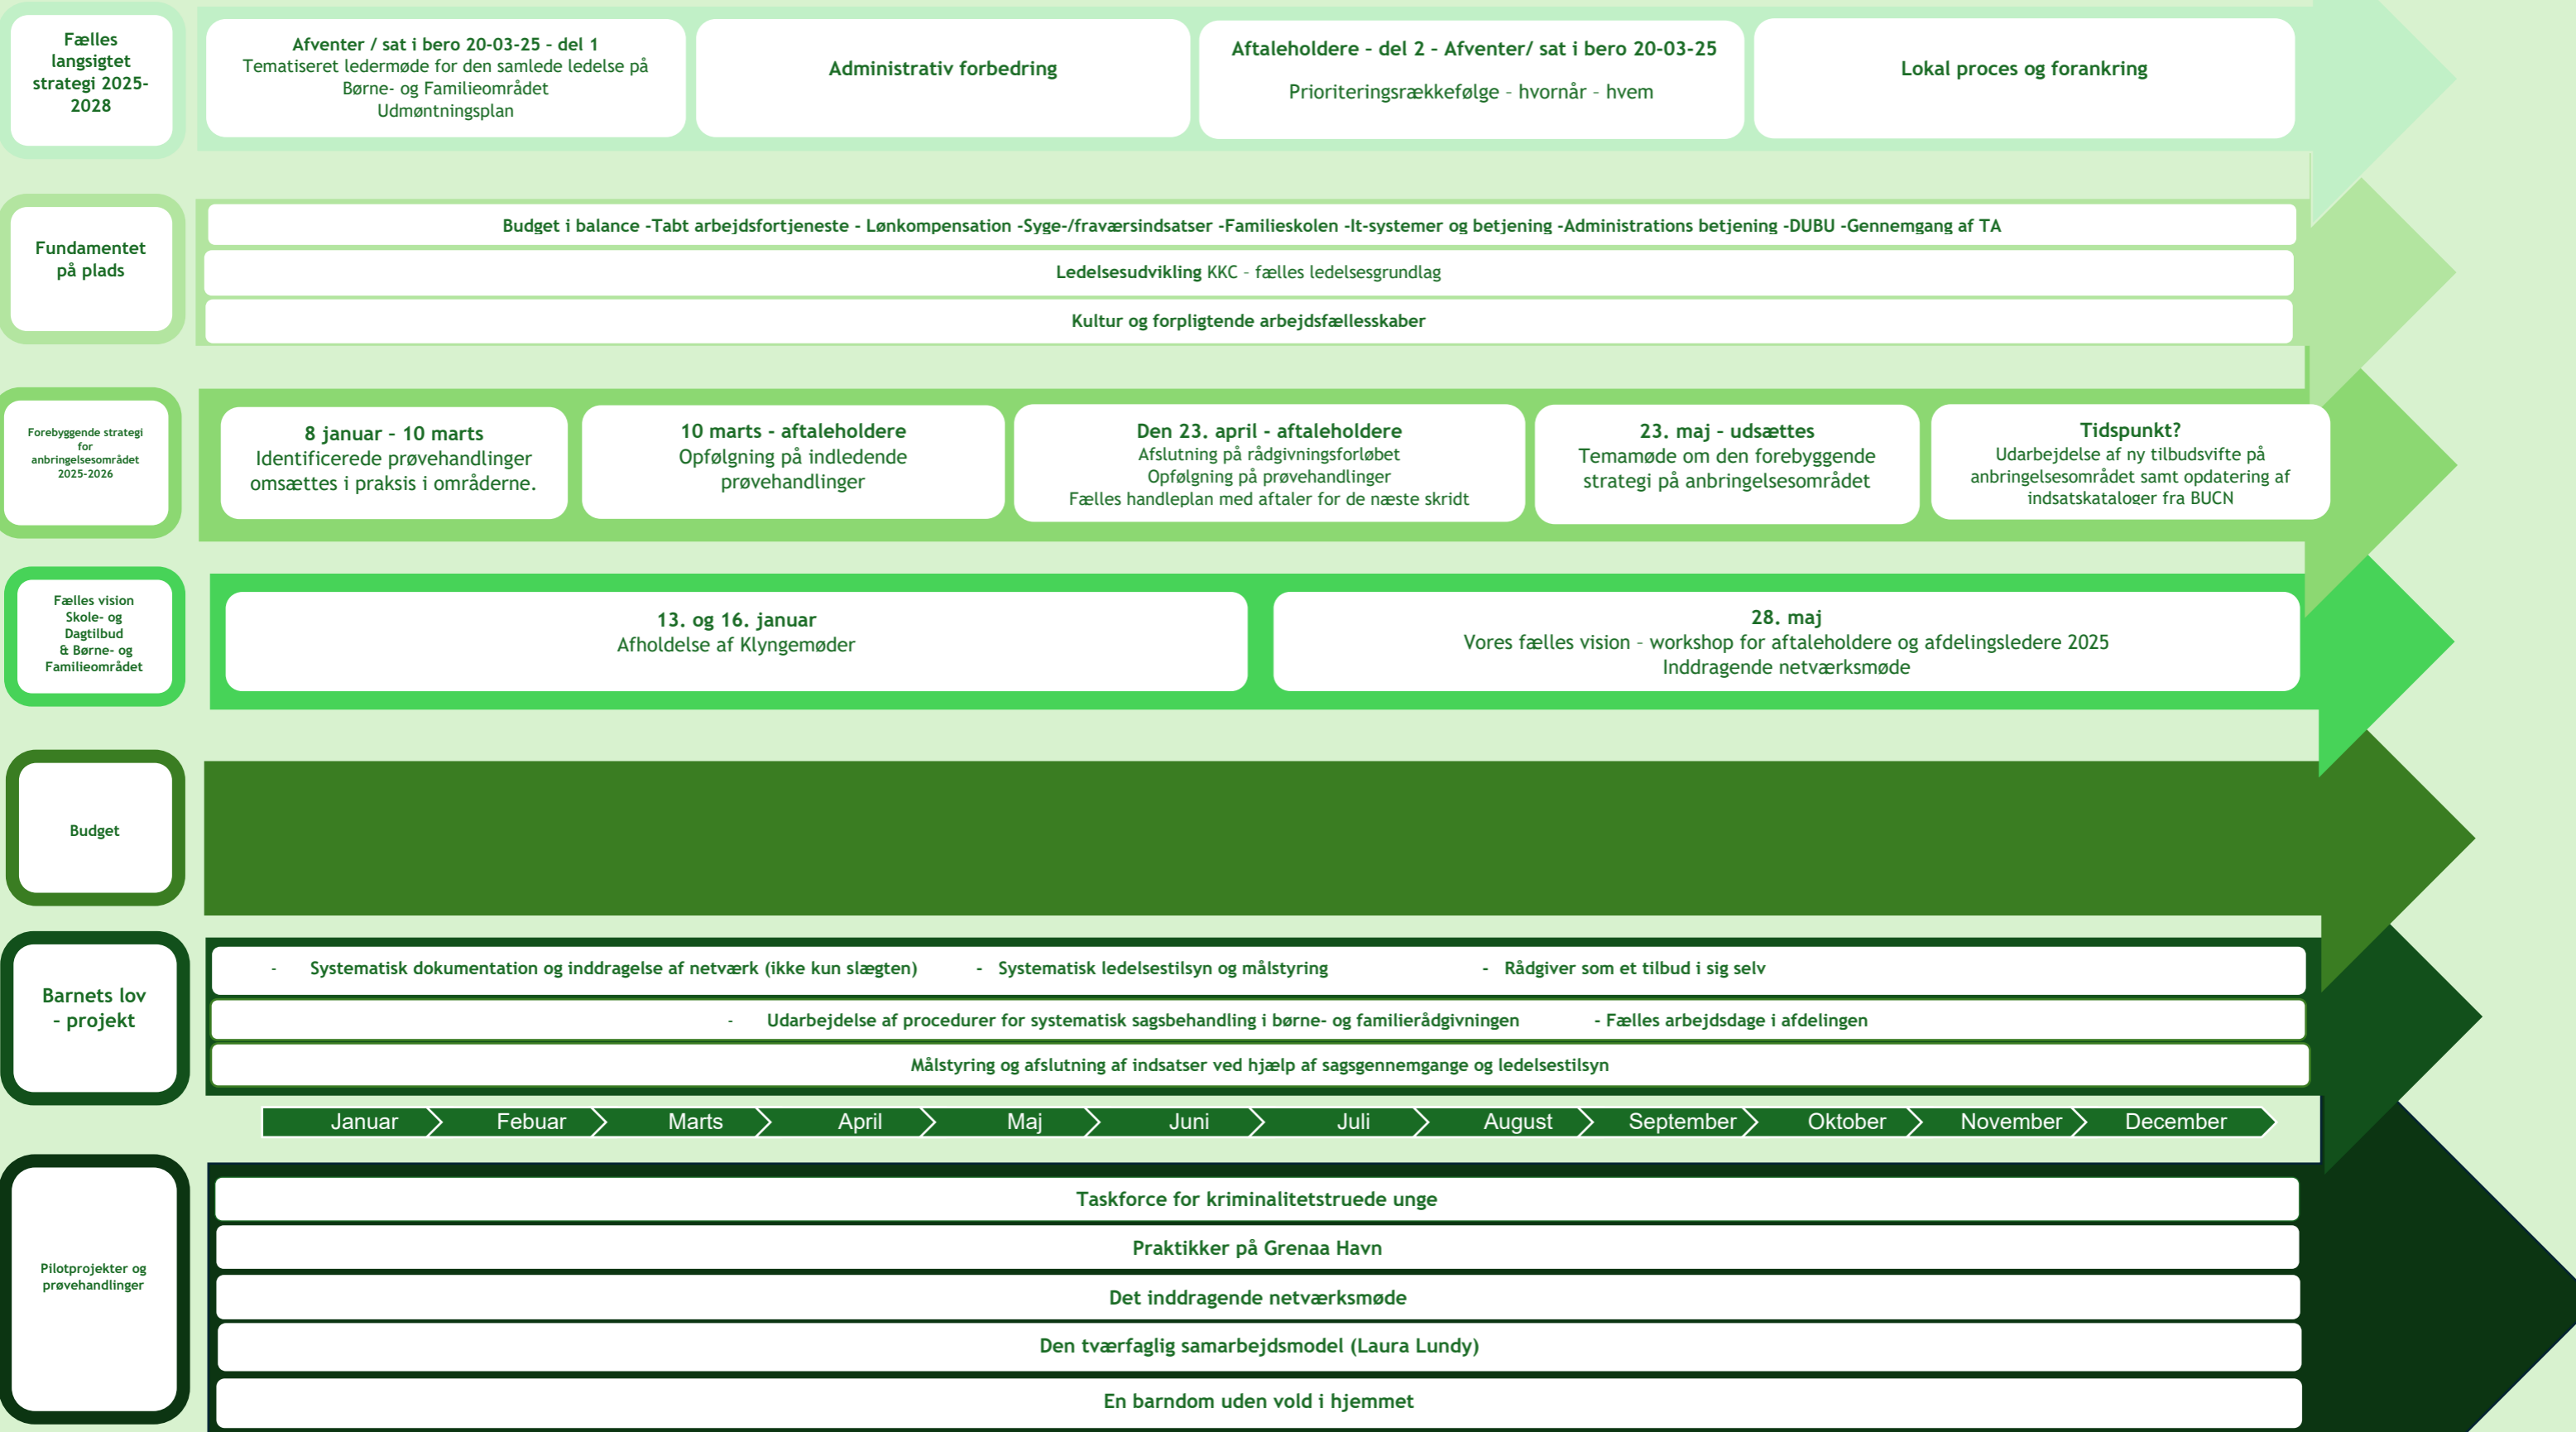 Fælles
langsigtet
strategi 2025-
2028
Afventer / sat i bero 20-03-25 - del 1
Tematiseret ledermøde for den samlede ledelse på
Børne- og Familieområdet
Udmøntningsplan
Administrativ forbedring
Aftaleholdere – del 2 – Afventer/ sat i bero 20-03-25
Prioriteringsrækkefølge – hvornår – hvem
Lokal proces og forankring
Fundamentet
på plads
Budget i balance -Tabt arbejdsfortjeneste - Lønkompensation -Syge-/fraværsindsatser -Familieskolen -It-systemer og betjening -Administrations betjening -DUBU -Gennemgang af TA
Ledelsesudvikling KKC – fælles ledelsesgrundlag
Kultur og forpligtende arbejdsfællesskaber
Forebyggende strategi
for
anbringelsesområdet
2025-2026
8 januar – 10 marts
Identificerede prøvehandlinger
omsættes i praksis i områderne.
10 marts - aftaleholdere
Opfølgning på indledende
prøvehandlinger
Den 23. april - aftaleholdere
Afslutning på rådgivningsforløbet
Opfølgning på prøvehandlinger
Fælles handleplan med aftaler for de næste skridt
23. maj – udsættes
Temamøde om den forebyggende
strategi på anbringelsesområdet
Tidspunkt?
Udarbejdelse af ny tilbudsvifte på
anbringelsesområdet samt opdatering af
indsatskataloger fra BUCN
Fælles vision
Skole- og
Dagtilbud
& Børne- og
Familieområdet
13. og 16. januar
Afholdelse af Klyngemøder
28. maj
Vores fælles vision – workshop for aftaleholdere og afdelingsledere 2025
Inddragende netværksmøde
Budget
Barnets lov
– projekt
- Systematisk dokumentation og inddragelse af netværk (ikke kun slægten) - Systematisk ledelsestilsyn og målstyring - Rådgiver som et tilbud i sig selv
- Udarbejdelse af procedurer for systematisk sagsbehandling i børne- og familierådgivningen - Fælles arbejdsdage i afdelingen
Målstyring og afslutning af indsatser ved hjælp af sagsgennemgange og ledelsestilsyn
Januar Febuar Marts April Maj Juni Juli August September Oktober November December
Pilotprojekter og
prøvehandlinger
Taskforce for kriminalitetstruede unge
Praktikker på Grenaa Havn
Det inddragende netværksmøde
Den tværfaglig samarbejdsmodel (Laura Lundy)
En barndom uden vold i hjemmet